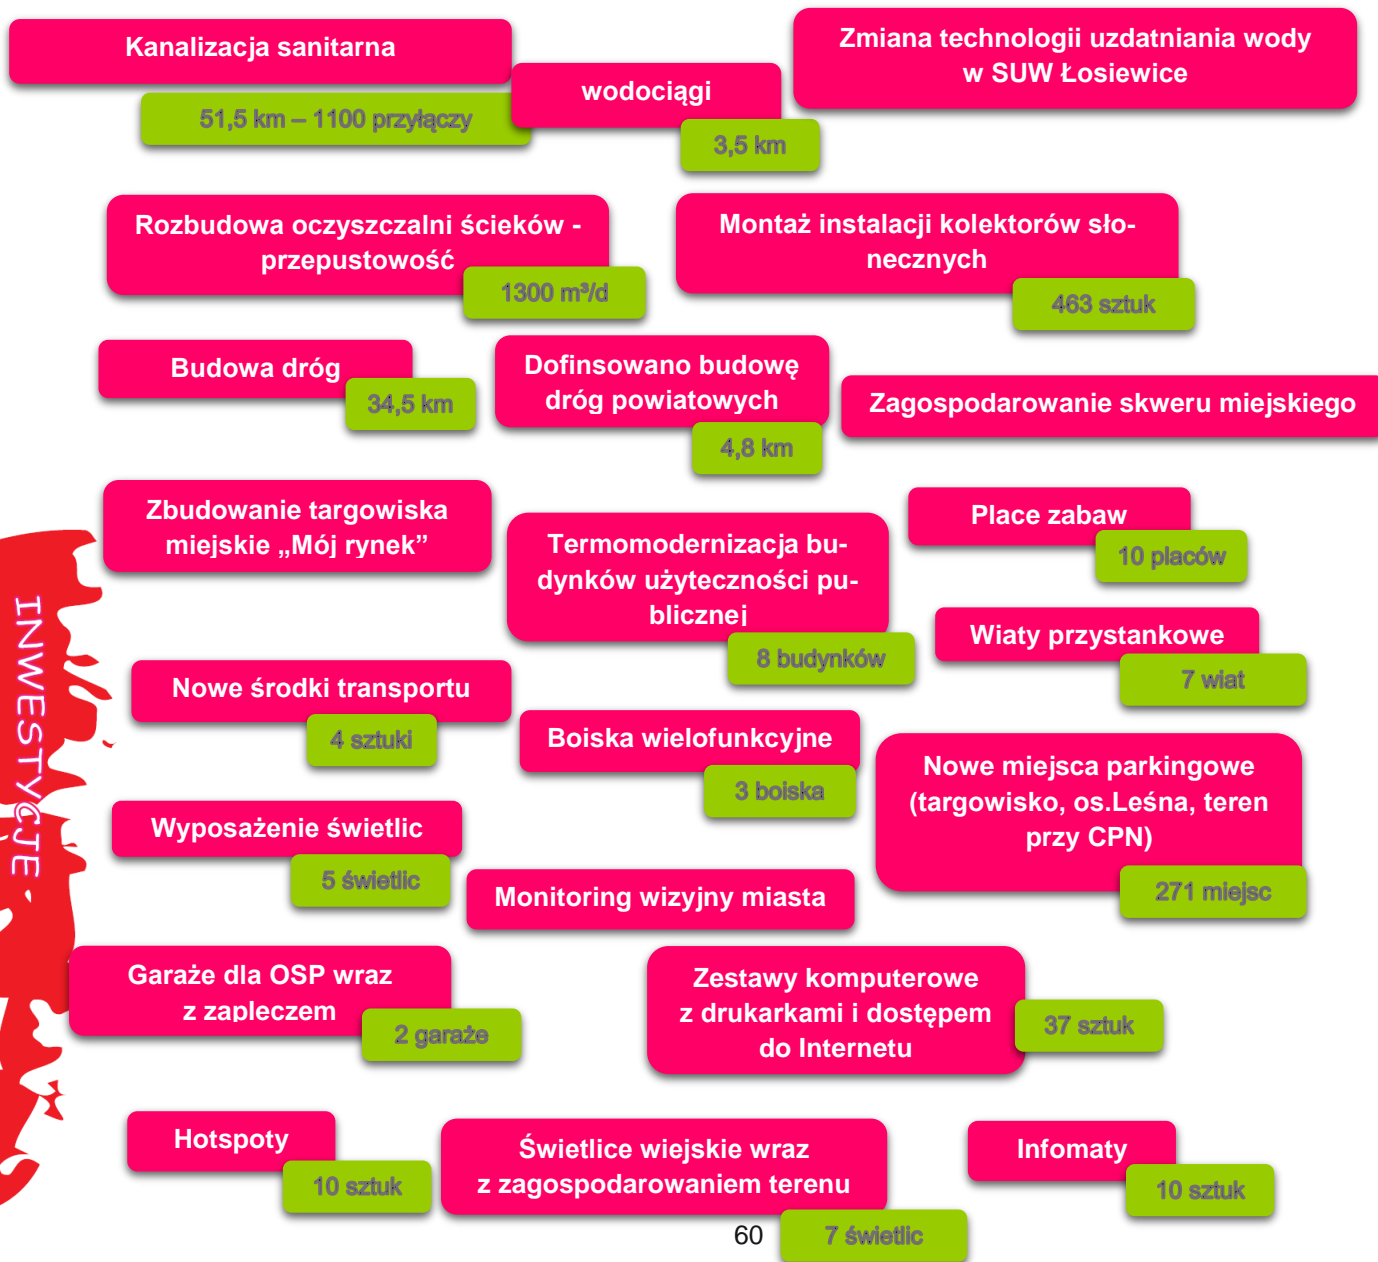 Kanalizacja sanitarna
51,5 km – 1100 przyłączy
wodociągi
3,5 km
Zmiana technologii uzdatniania wody
w SUW Łosiewice
Rozbudowa oczyszczalni ścieków -
przepustowość
1300 m³/d
Montaż instalacji kolektorów sło-
necznych
463 sztuk
Budowa dróg
34,5 km
Dofinsowano budowę
dróg powiatowych
4,8 km
Zagospodarowanie skweru miejskiego
Zbudowanie targowiska
miejskie „Mój rynek”
Termomodernizacja bu-
dynków użyteczności pu-
blicznej
8 budynków
Place zabaw
10 placów
Wiaty przystankowe
7 wiat
INWESTYCJE
Nowe środki transportu
4 sztuki
Boiska wielofunkcyjne
3 boiska
Nowe miejsca parkingowe
(targowisko, os.Leśna, teren
przy CPN)
271 miejsc
Wyposażenie świetlic
5 świetlic
Monitoring wizyjny miasta
Garaże dla OSP wraz
z zapleczem
2 garaże
Zestawy komputerowe
z drukarkami i dostępem
do Internetu
37 sztuk
Hotspoty
10 sztuk
Świetlice wiejskie wraz
z zagospodarowaniem terenu
7 świetlic
Infomaty
10 sztuk
60